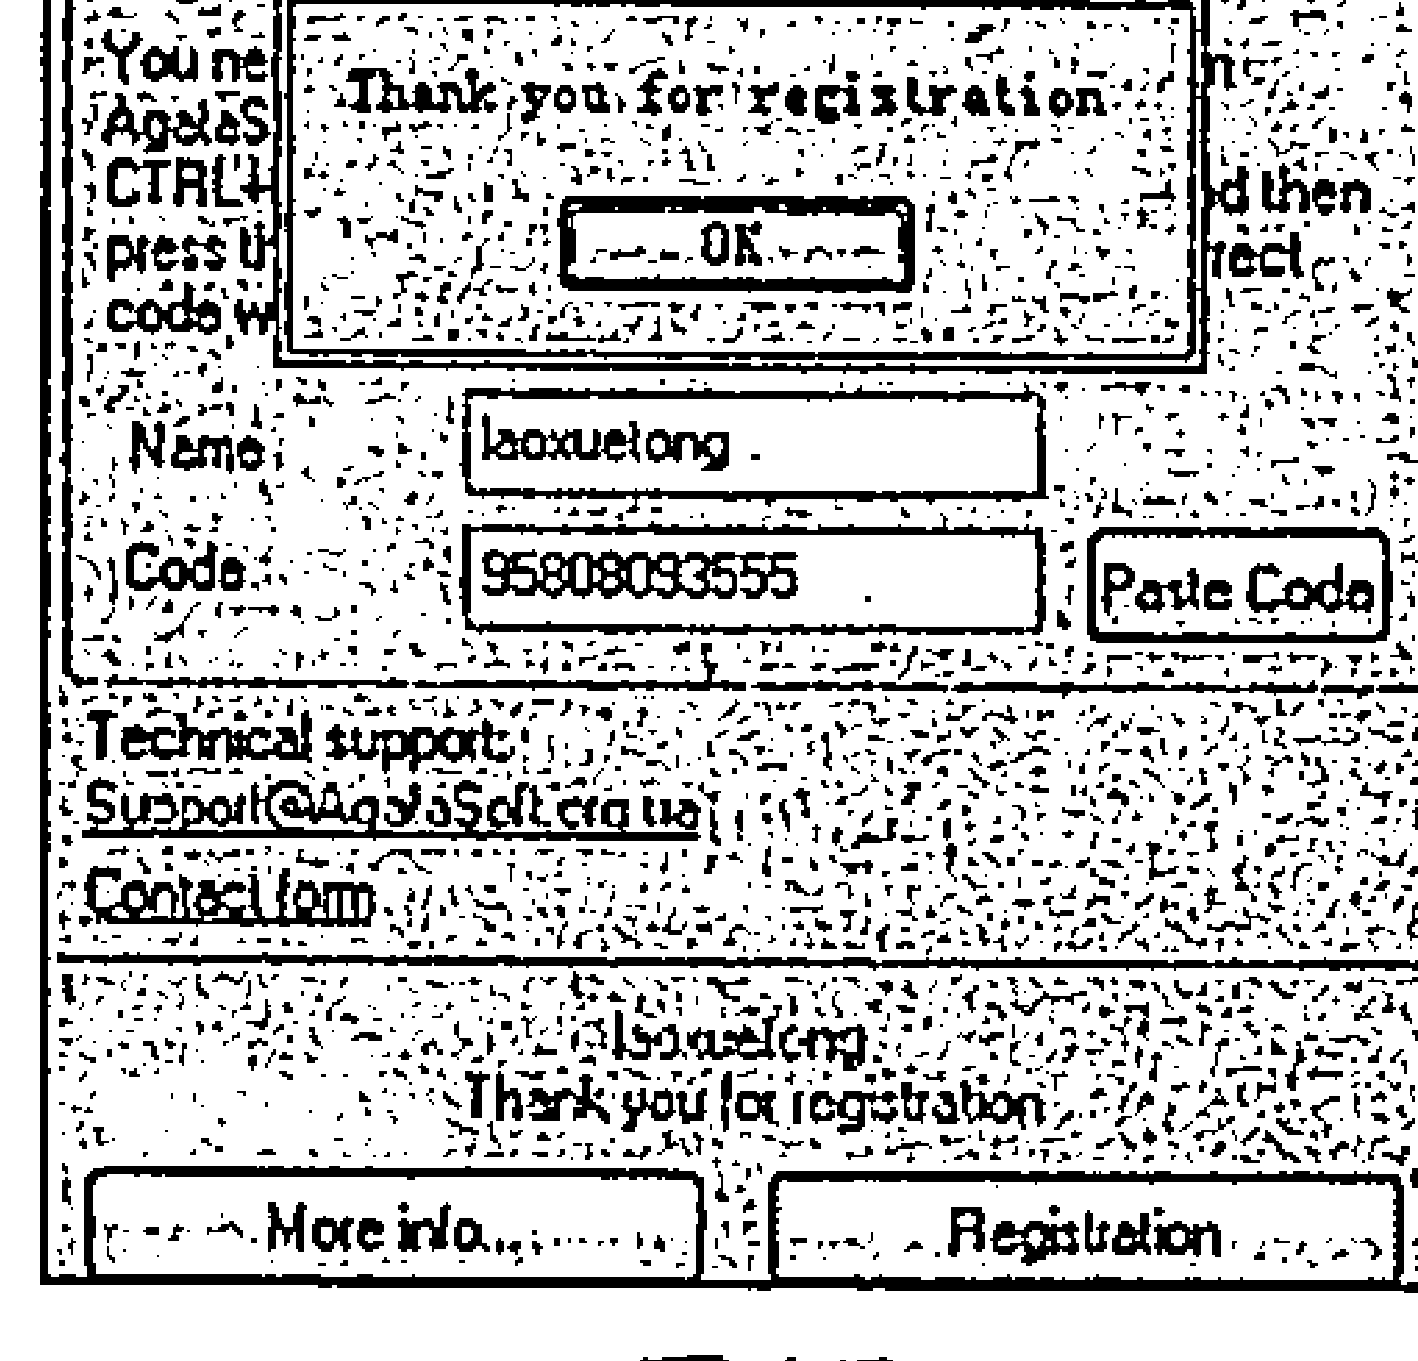 You ne
Thank you for registration
n
AgataS
CTRL+
d then
OK
press t
rect
code w
Name
laoxuelong
Code
95808093555
Paste Code
Technical support:
Support@AgataSoft.org.ua
Contact form
laoxuelong
Thank you for registration
More info...
Registration